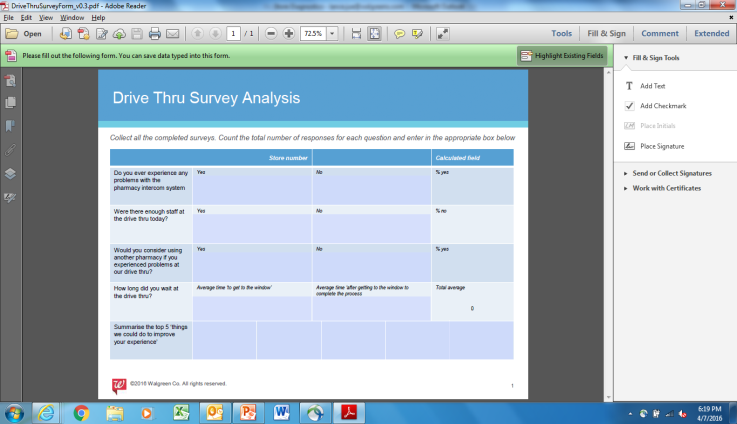 DriveThruSurveyForm_v0.3.pdf - Adobe Reader
File Edit View Window Help
Open 1 / 1 72.5% Tools Fill & Sign Comment Extended
Please fill out the following form. You can save data typed into this form.
Highlight Existing Fields
Fill & Sign Tools
Add Text
Add Checkmark
Place Initials
Place Signature
Send or Collect Signatures
Work with Certificates
Drive Thru Survey Analysis
Collect all the completed surveys. Count the total number of responses for each question and enter in the appropriate box below
Store number Calculated field
Do you ever experience any
problems with the
pharmacy intercom system
Yes No % yes
Were there enough staff at
the drive thru today?
Yes No % no
Would you consider using
another pharmacy if you
experienced problems at
our drive thru?
Yes No % yes
How long did you wait at
the drive thru?
Average time 'to get to the window'
Average time 'after getting to the window to
complete the process
Total average
0
Summarise the top 5 'things
we could do to improve
your experience'
©2016 Walgreen Co. All rights reserved.
1
6:19 PM
4/7/2016